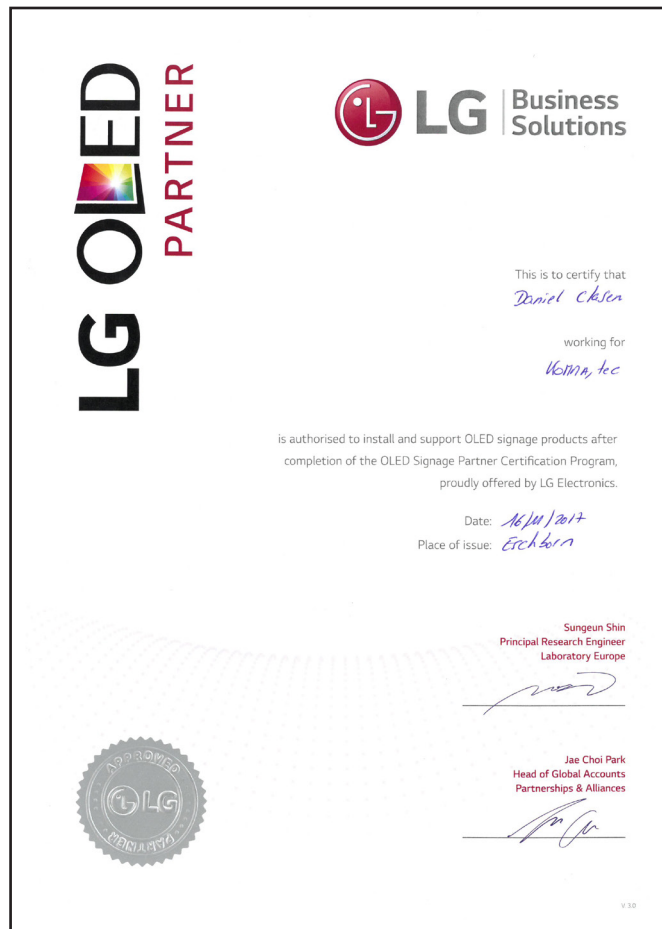 LG OLED
PARTNER
LG Business
Solutions
This is to certify that
Daniel Clasen
working for
is authorised to install and support OLED signage products after
completion of the OLED Signage Partner Certification Program,
proudly offered by LG Electronics.
Date: 16/11/2017
Place of issue: Eschborn
Sungeun Shin
Principal Research Engineer
Laboratory Europe
Jae Choi Park
Head of Global Accounts
Partnerships & Alliances
APPROVED
LG
PARTNER
V 3.0